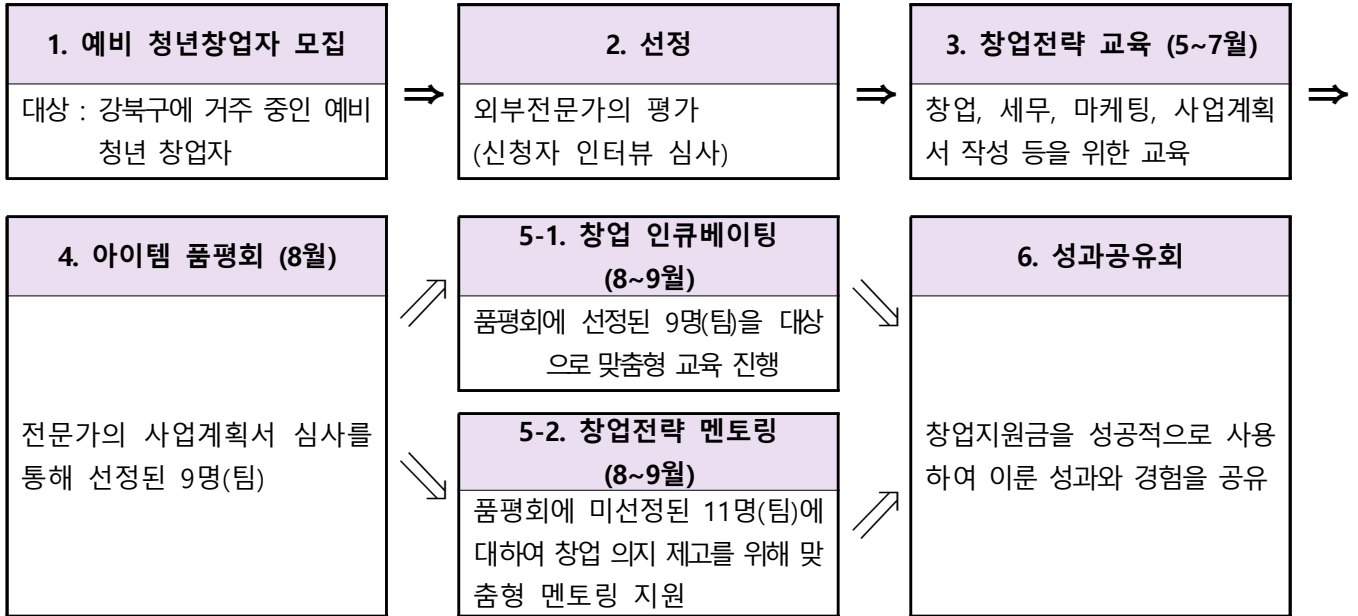 1. 예비 청년창업자 모집
대상 : 강북구에 거주 중인 예비
청년 창업자
⇒
2. 선정
외부전문가의 평가
(신청자 인터뷰 심사)
⇒
3. 창업전략 교육 (5~7월)
창업, 세무, 마케팅, 사업계획
서 작성 등을 위한 교육
⇒
4. 아이템 품평회 (8월)
전문가의 사업계획서 심사를
통해 선정된 9명(팀)
5-1. 창업 인큐베이팅
(8~9월)
품평회에 선정된 9명(팀)을 대상
으로 맞춤형 교육 진행
5-2. 창업전략 멘토링
(8~9월)
품평회에 미선정된 11명(팀)에
대하여 창업 의지 제고를 위해 맞
춤형 멘토링 지원
6. 성과공유회
창업지원금을 성공적으로 사용
하여 이룬 성과와 경험을 공유